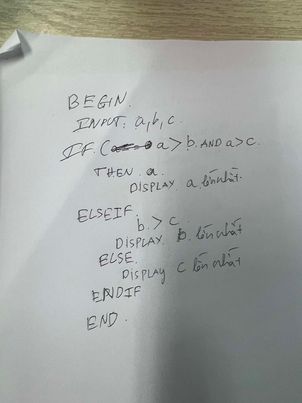 BEGIN.
INPUT: a,b,c.
IF. ( a > b. AND a > c.
THEN. a.
DISPLAY. a lớn nhất.
ELSEIF.
b. > c
DISPLAY. b. lớn nhất
ELSE.
DISPLAY C lớn nhất
ENDIF
END.